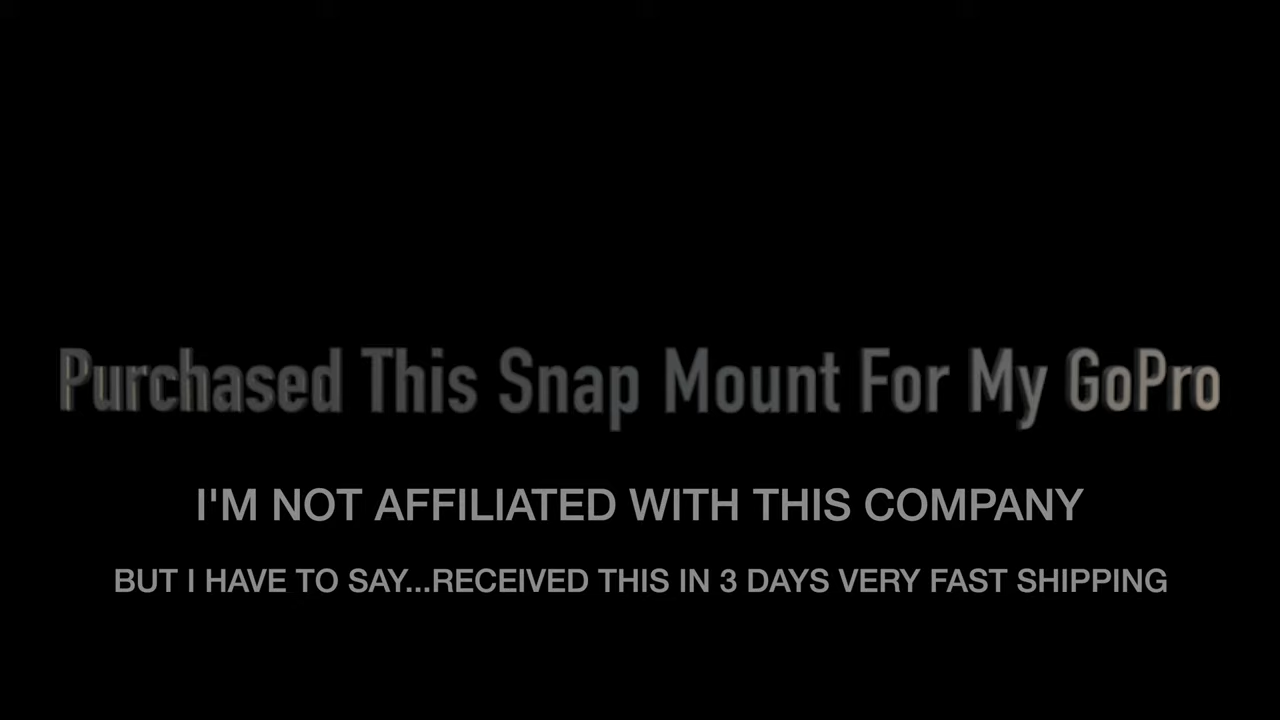 Purchased This Snap Mount For My GoPro
I'M NOT AFFILIATED WITH THIS COMPANY
BUT I HAVE TO SAY...RECEIVED THIS IN 3 DAYS VERY FAST SHIPPING